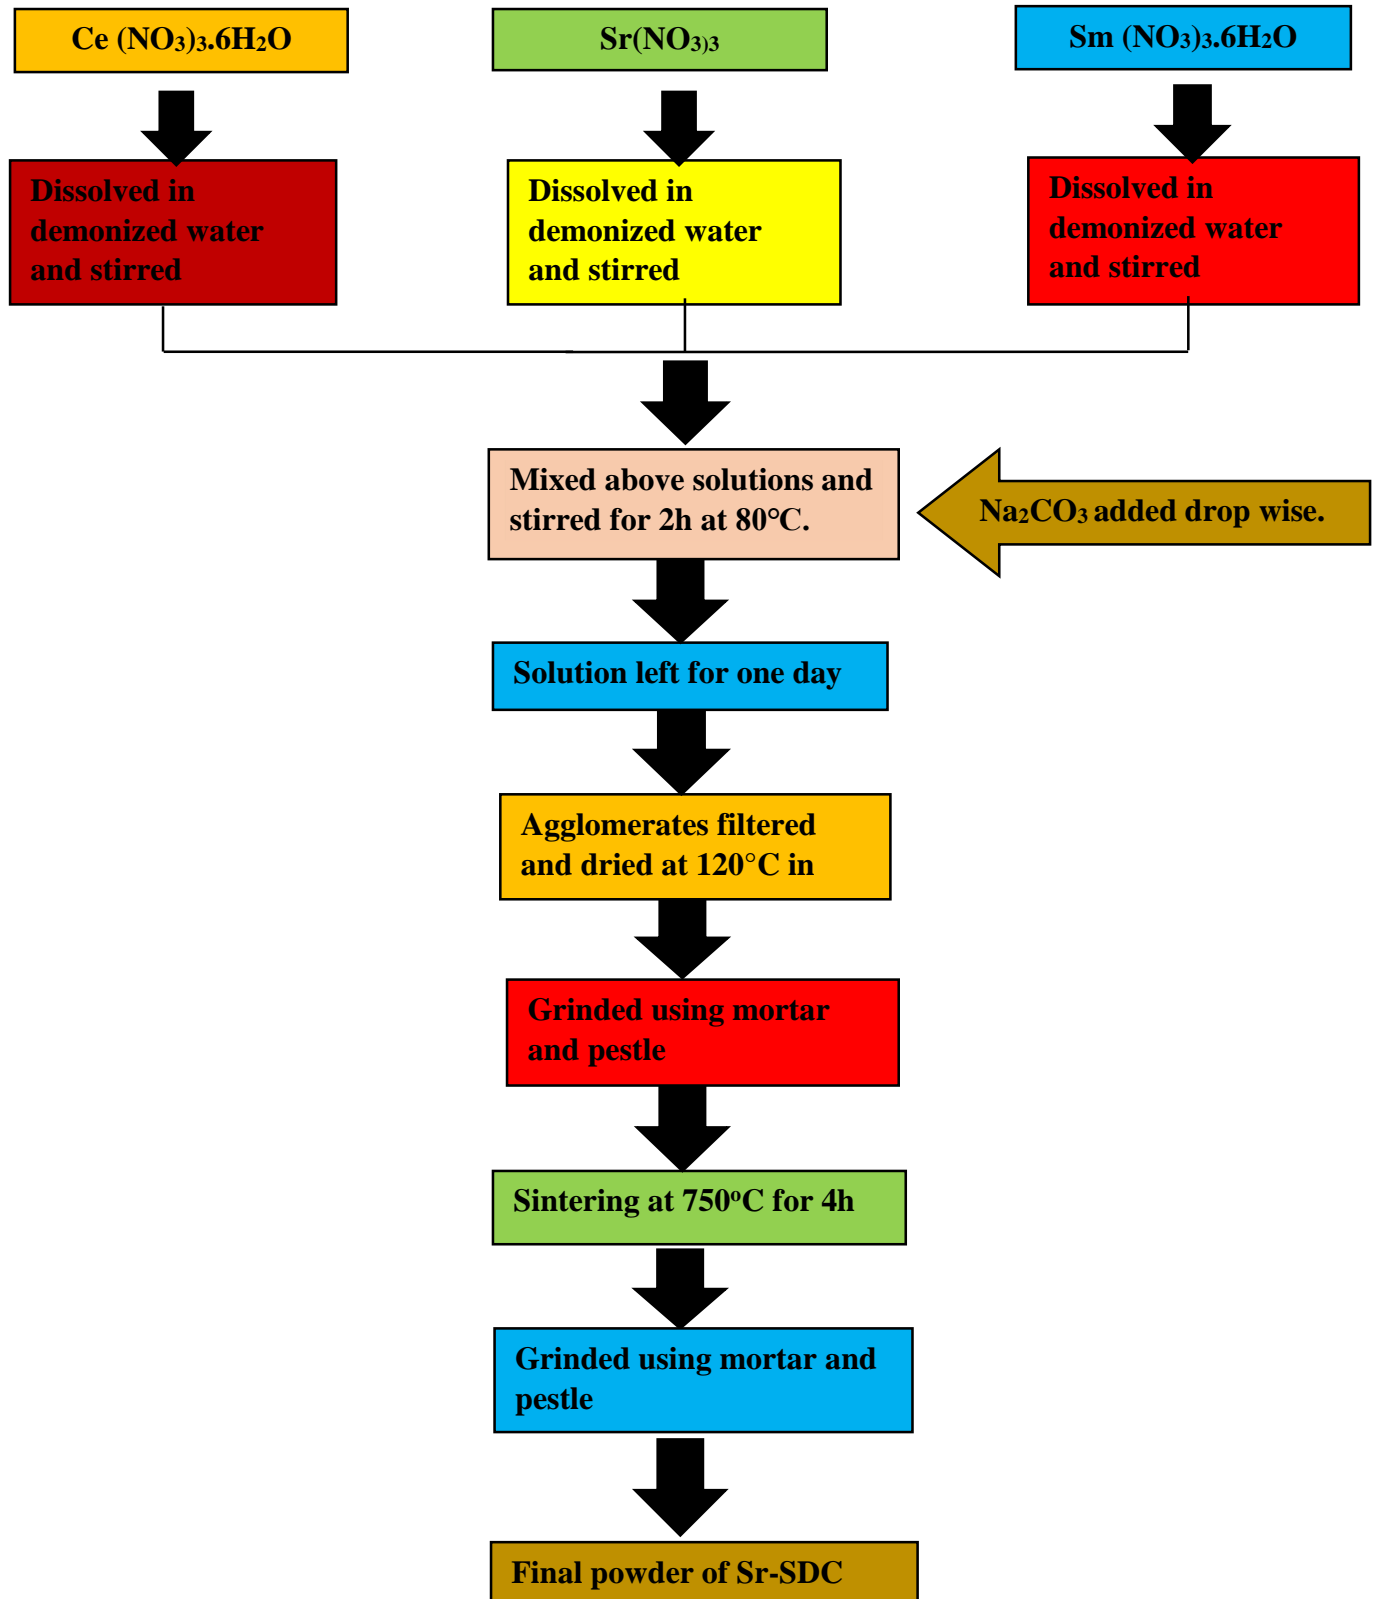 Ce (NO₃)₃.6H₂O
Sr(NO₃)₃
Sm (NO₃)₃.6H₂O
Dissolved in
demonized water
and stirred
Dissolved in
demonized water
and stirred
Dissolved in
demonized water
and stirred
Mixed above solutions and
stirred for 2h at 80℃.
Na₂CO₃ added drop wise.
Solution left for one day
Agglomerates filtered
and dried at 120°C in
Grinded using mortar
and pestle
Sintering at 750ºC for 4h
Grinded using mortar and
pestle
Final powder of Sr-SDC